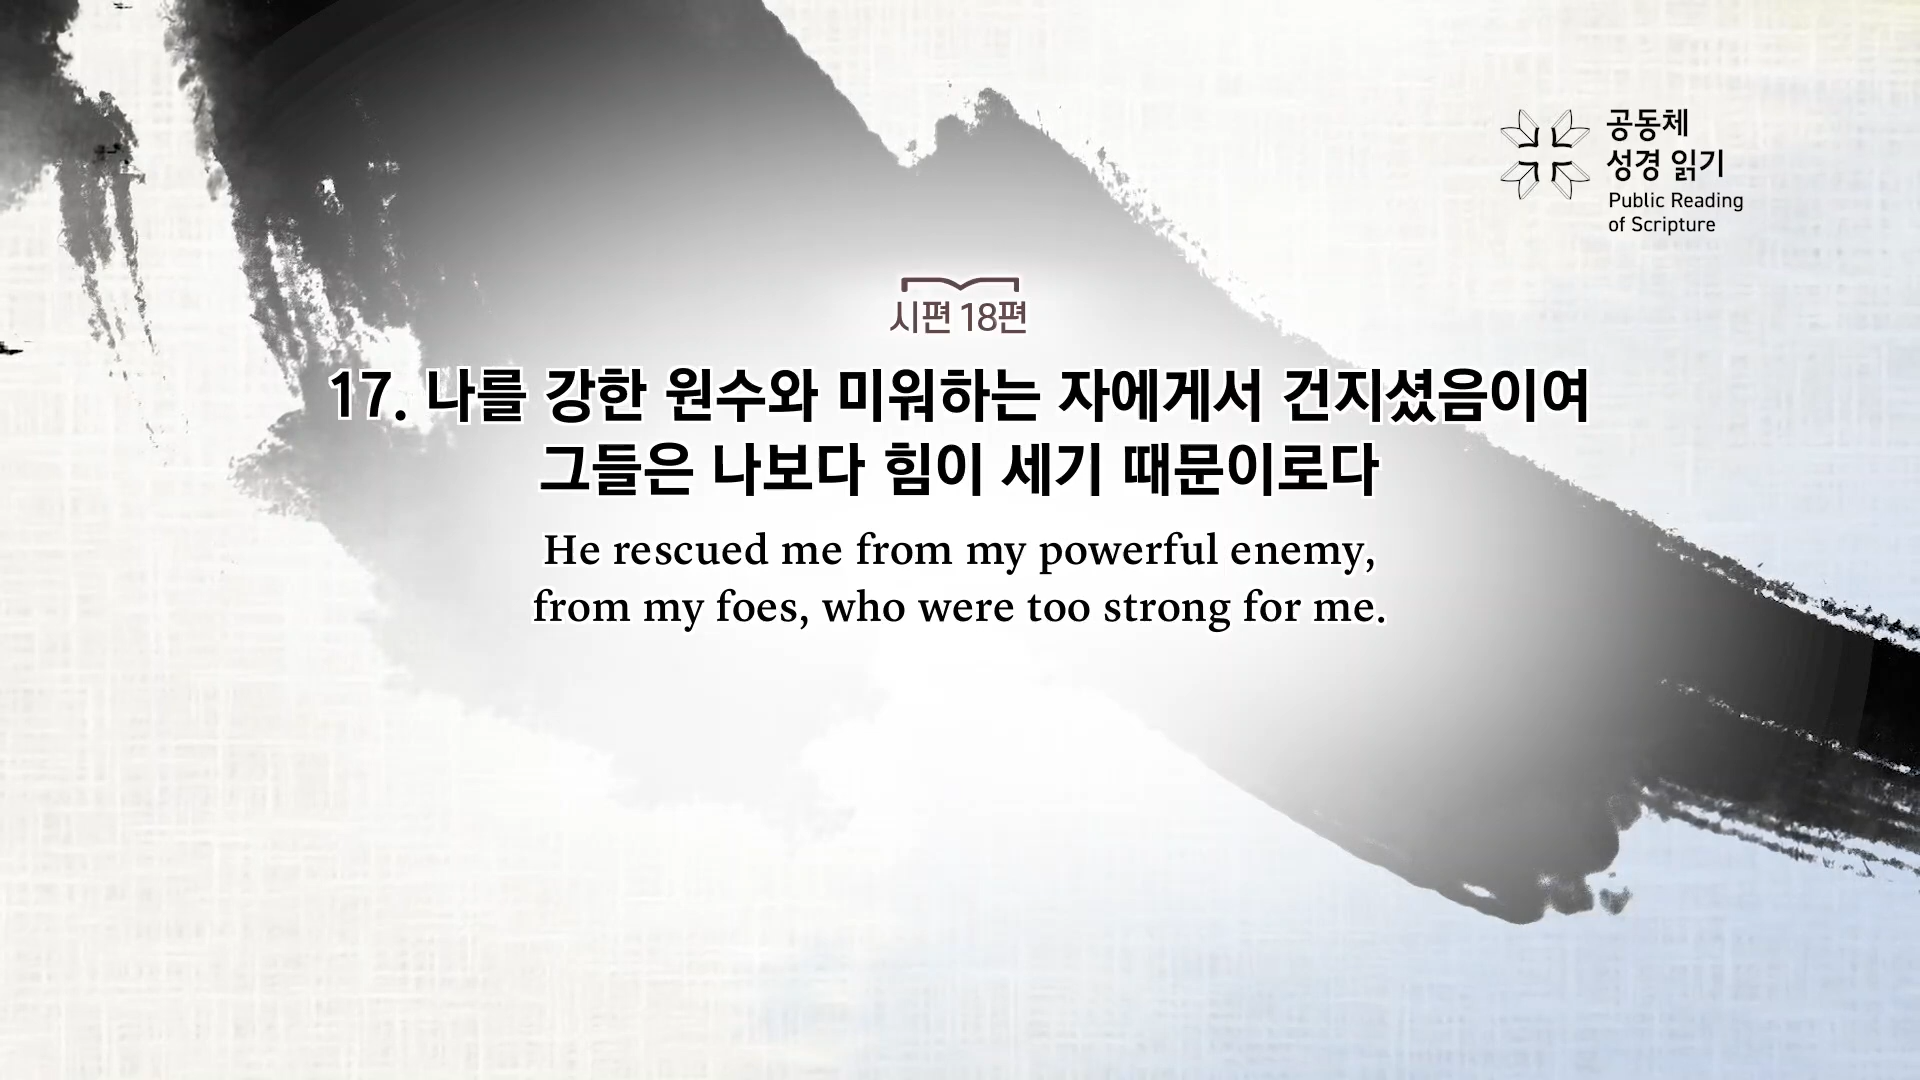 공동체
성경 읽기
Public Reading
of Scripture
시편 18편
17. 나를 강한 원수와 미워하는 자에게서 건지셨음이여
그들은 나보다 힘이 세기 때문이로다
He rescued me from my powerful enemy,
from my foes, who were too strong for me.